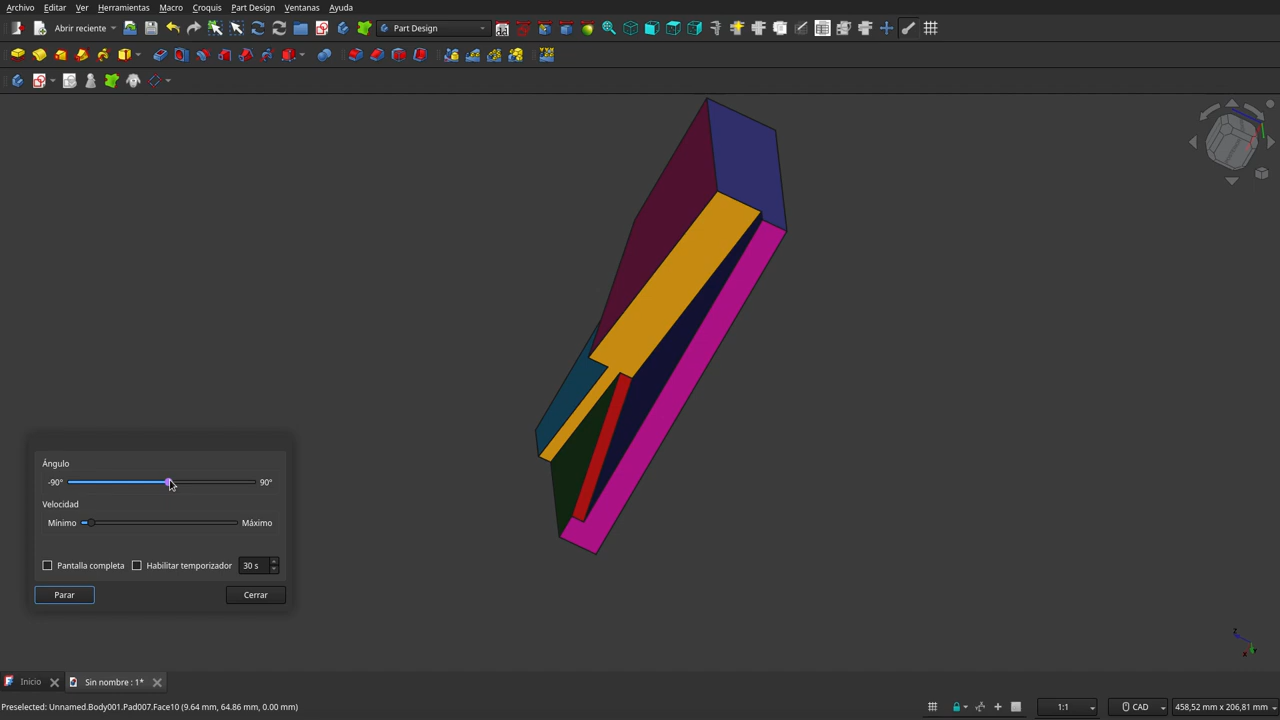 Archivo Editar Ver Herramientas Macro Croquis Part Design Ventanas Ayuda
Abrir reciente Part Design
Ángulo
-90° 90°
Velocidad
Mínimo Máximo
Pantalla completa Habilitar temporizador 30 s
Parar Cerrar
Z
X Y
Inicio Sin nombre : 1*
Preselected: Unnamed.Body001.Pad007.Face10 (9.64 mm, 64.86 mm, 0.00 mm) 1:1 CAD 458,52 mm x 206,81 mm